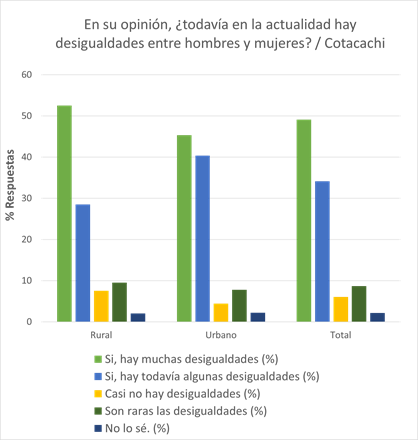 En su opinión, ¿todavía en la actualidad hay
desigualdades entre hombres y mujeres? / Cotacachi
60
50
40
30
20
10
0
% Respuestas
Rural Urbano Total
Si, hay muchas desigualdades (%)
Si, hay todavía algunas desigualdades (%)
Casi no hay desigualdades (%)
Son raras las desigualdades (%)
No lo sé. (%)